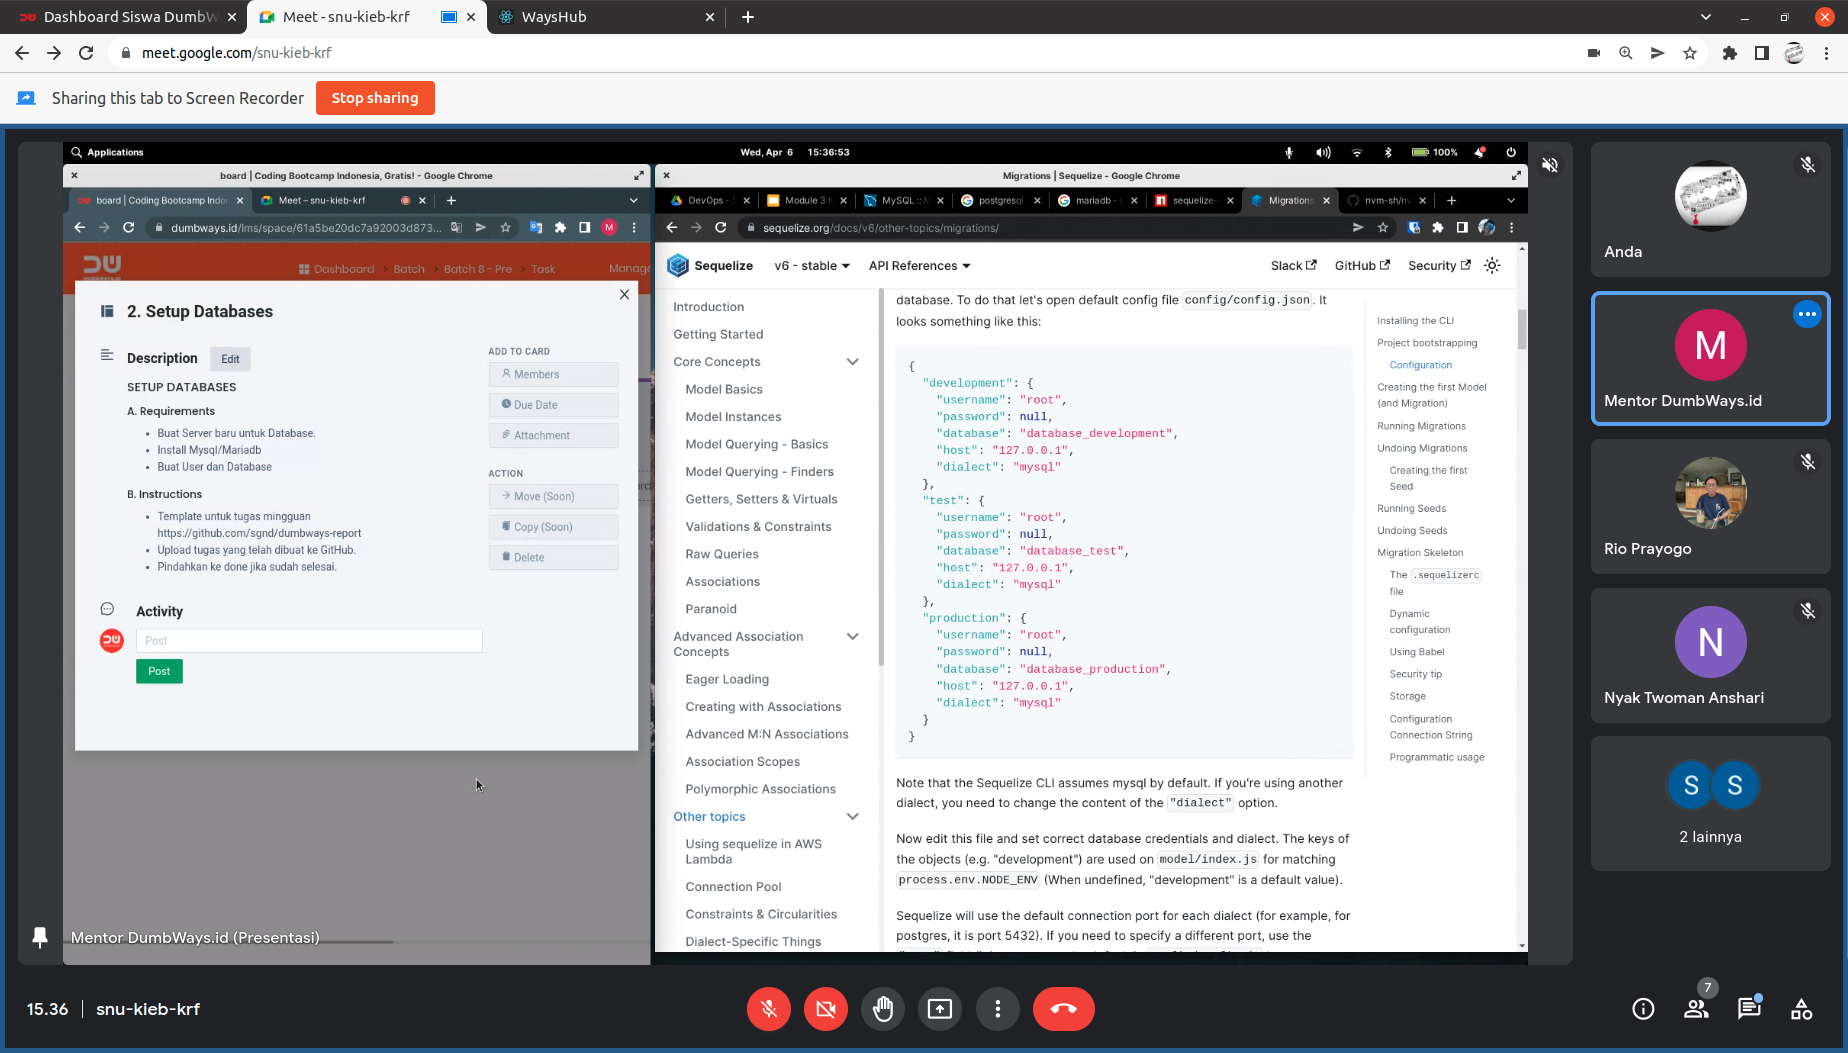 Dashboard Siswa DumbW
Meet - snu-kieb-krf
WaysHub
meet.google.com/snu-kieb-krf
Sharing this tab to Screen Recorder
Stop sharing
Applications
Wed, Apr 6 15:36:53
100%
board | Coding Bootcamp Indonesia, Gratis! - Google Chrome
board | Coding Bootcamp Indo
Meet – snu-kieb-krf
dumbways.id/lms/space/61a5be20dc7a92003d873...
M
Dashboard
Batch
Batch 8 - Pre
Task
Manage
2. Setup Databases
Description
Edit
SETUP DATABASES
A. Requirements
• Buat Server baru untuk Database.
• Install Mysql/Mariadb
• Buat User dan Database
B. Instructions
• Template untuk tugas mingguan
https://github.com/sgnd/dumbways-report
• Upload tugas yang telah dibuat ke GitHub.
• Pindahkan ke done jika sudah selesai.
ADD TO CARD
Members
Due Date
Attachment
ACTION
Move (Soon)
Copy (Soon)
Delete
Activity
Post
Post
Mentor DumbWays.id (Presentasi)
Migrations | Sequelize - Google Chrome
DevOps -
Module 3
MySQL ::
postgresql
mariadb -
sequelize-
Migrations
nvm-sh/nv
sequelize.org/docs/v6/other-topics/migrations/
Sequelize
v6 - stable
API References
Slack
GitHub
Security
Introduction
Getting Started
Core Concepts
Model Basics
Model Instances
Model Querying - Basics
Model Querying - Finders
Getters, Setters & Virtuals
Validations & Constraints
Raw Queries
Associations
Paranoid
Advanced Association
Concepts
Eager Loading
Creating with Associations
Advanced M:N Associations
Association Scopes
Polymorphic Associations
Other topics
Using sequelize in AWS
Lambda
Connection Pool
Constraints & Circularities
Dialect-Specific Things
database. To do that let's open default config file config/config.json. It
looks something like this:
{
"development": {
"username": "root",
"password": null,
"database": "database_development",
"host": "127.0.0.1",
"dialect": "mysql"
},
"test": {
"username": "root",
"password": null,
"database": "database_test",
"host": "127.0.0.1",
"dialect": "mysql"
},
"production": {
"username": "root",
"password": null,
"database": "database_production",
"host": "127.0.0.1",
"dialect": "mysql"
}
}
Note that the Sequelize CLI assumes mysql by default. If you're using another
dialect, you need to change the content of the "dialect" option.
Now edit this file and set correct database credentials and dialect. The keys of
the objects (e.g. "development") are used on model/index.js for matching
process.env.NODE_ENV (When undefined, "development" is a default value).
Sequelize will use the default connection port for each dialect (for example, for
postgres, it is port 5432). If you need to specify a different port, use the
Installing the CLI
Project bootstrapping
Configuration
Creating the first Model
(and Migration)
Running Migrations
Undoing Migrations
Creating the first
Seed
Running Seeds
Undoing Seeds
Migration Skeleton
The .sequelizerc
file
Dynamic
configuration
Using Babel
Security tip
Storage
Configuration
Connection String
Programmatic usage
Anda
M
Mentor DumbWays.id
Rio Prayogo
N
Nyak Twoman Anshari
S
S
2 lainnya
15.36
snu-kieb-krf
7